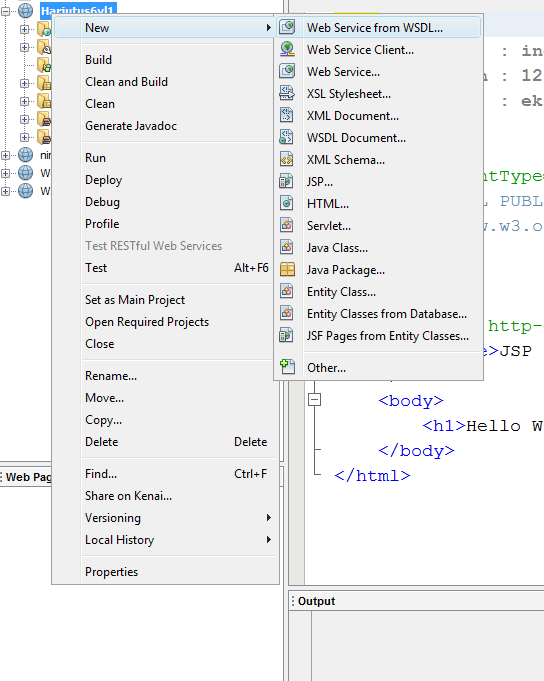 Harjutus6vl1
New
Build
Clean and Build
Clean
Generate Javadoc
Run
Deploy
Debug
Profile
Test RESTful Web Services
Test Alt+F6
Set as Main Project
Open Required Projects
Close
Rename...
Move...
Copy...
Delete Delete
Find... Ctrl+F
Share on Kenai...
Versioning
Local History
Properties
Web Service from WSDL...
Web Service Client...
Web Service...
XSL Stylesheet...
XML Document...
WSDL Document...
XML Schema...
JSP...
HTML...
Servlet...
Java Class...
Java Package...
Entity Class...
Entity Classes from Database...
JSF Pages from Entity Classes...
Other...
: in
: 12
: ek
ntType
L PUBL
w.w3.o
http-
>JSP
<body>
<h1>Hello W
</body>
</html>
Web Pag
Output